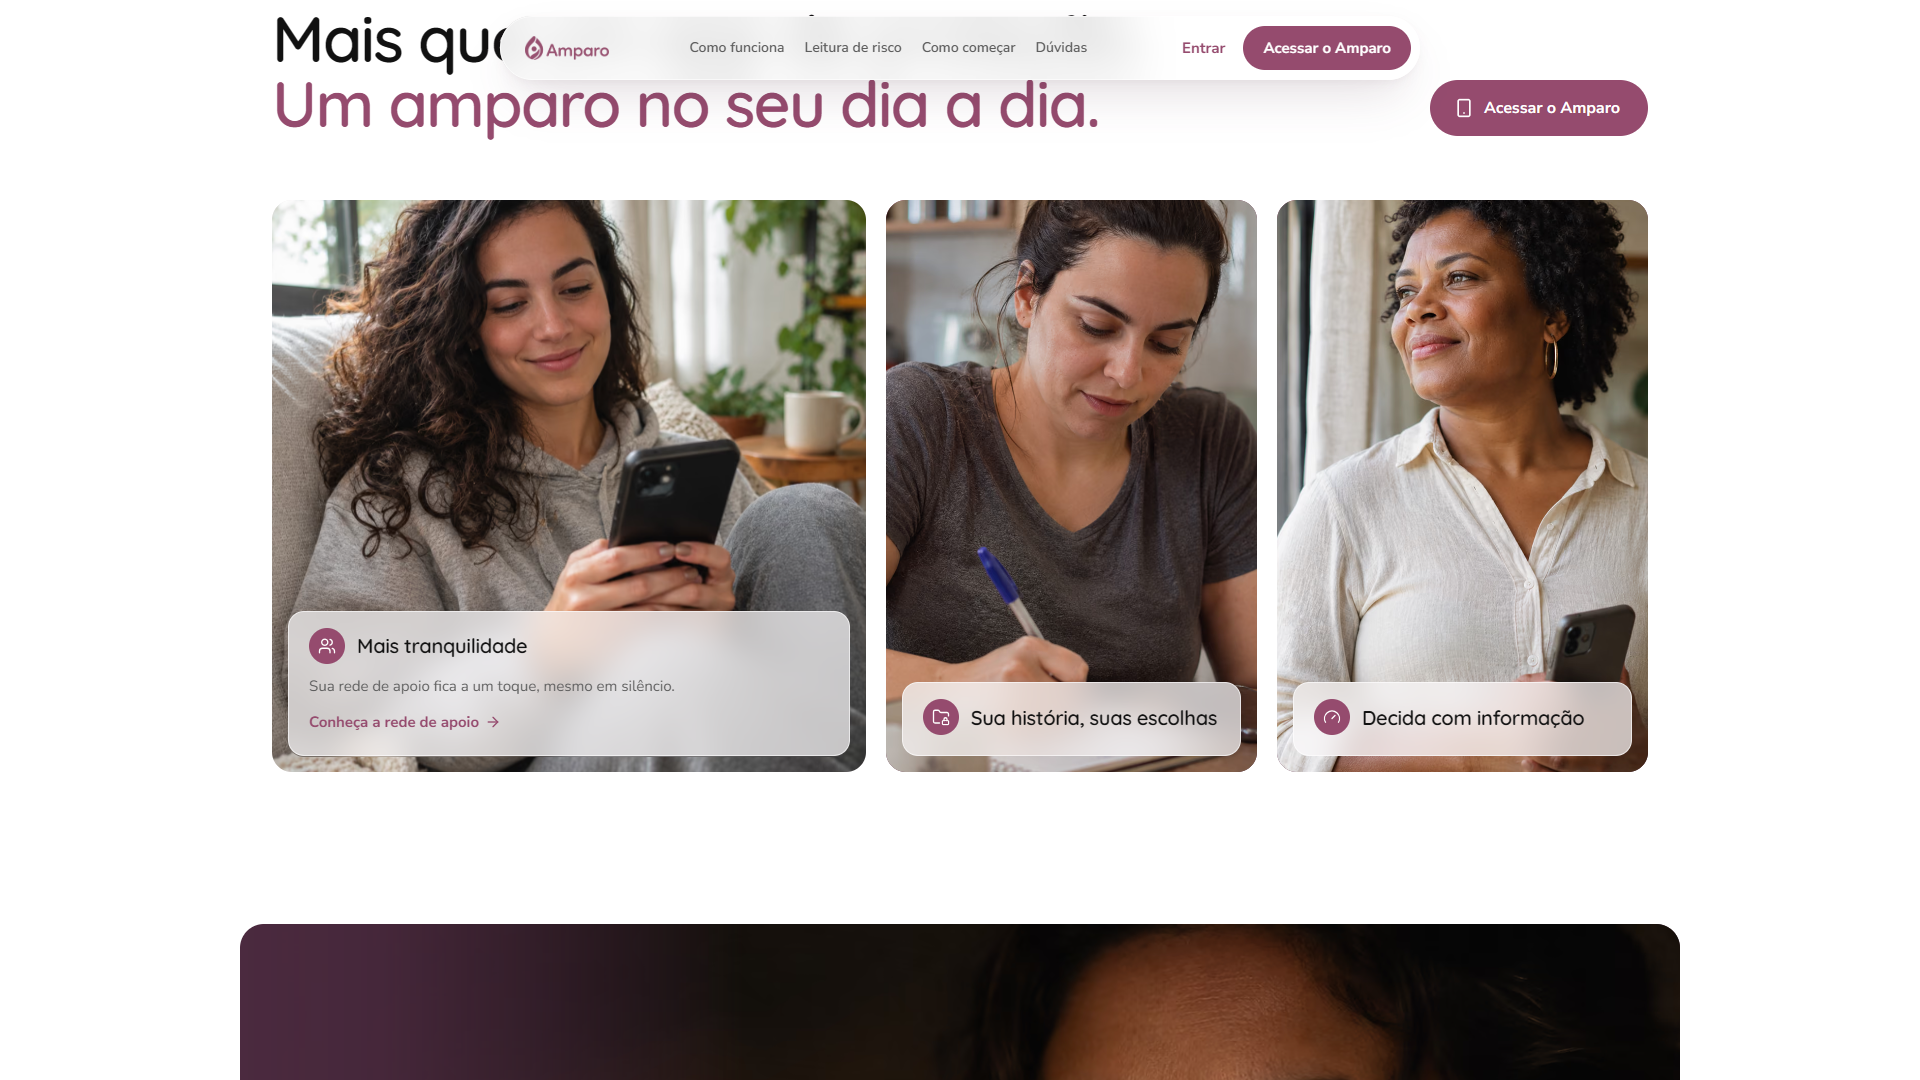 Mais que
Amparo
Como funciona
Leitura de risco
Como começar
Dúvidas
Entrar
Acessar o Amparo
Um amparo no seu dia a dia.
Acessar o Amparo
Mais tranquilidade
Sua rede de apoio fica a um toque, mesmo em silêncio.
Conheça a rede de apoio
Sua história, suas escolhas
Decida com informação